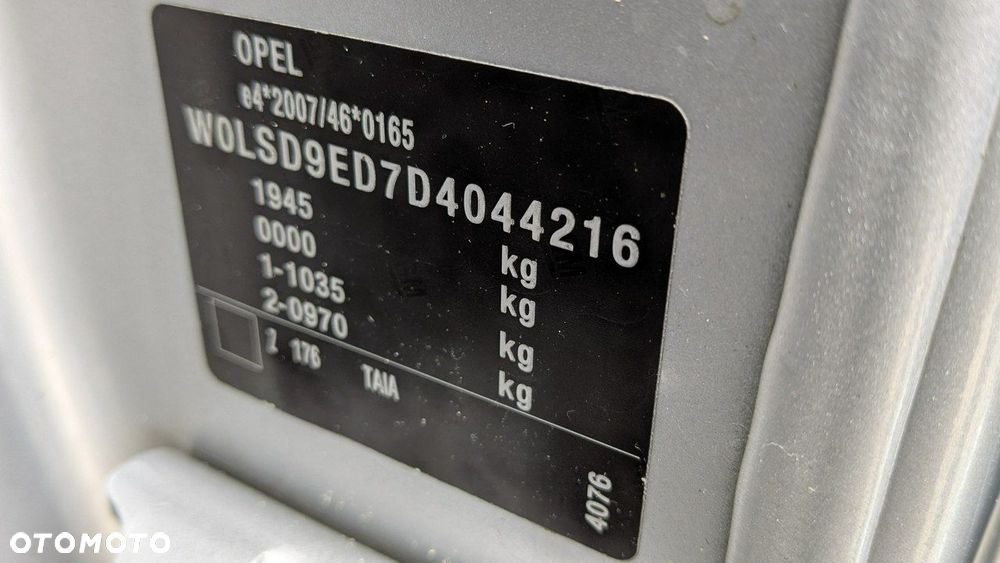 OPEL
e4*2007/46*0165
W0LSD9ED7D4044216
1945 kg
0000 kg
1-1035 kg
2-0970 kg
Z 176 TAIA
4076
OTOMOTO